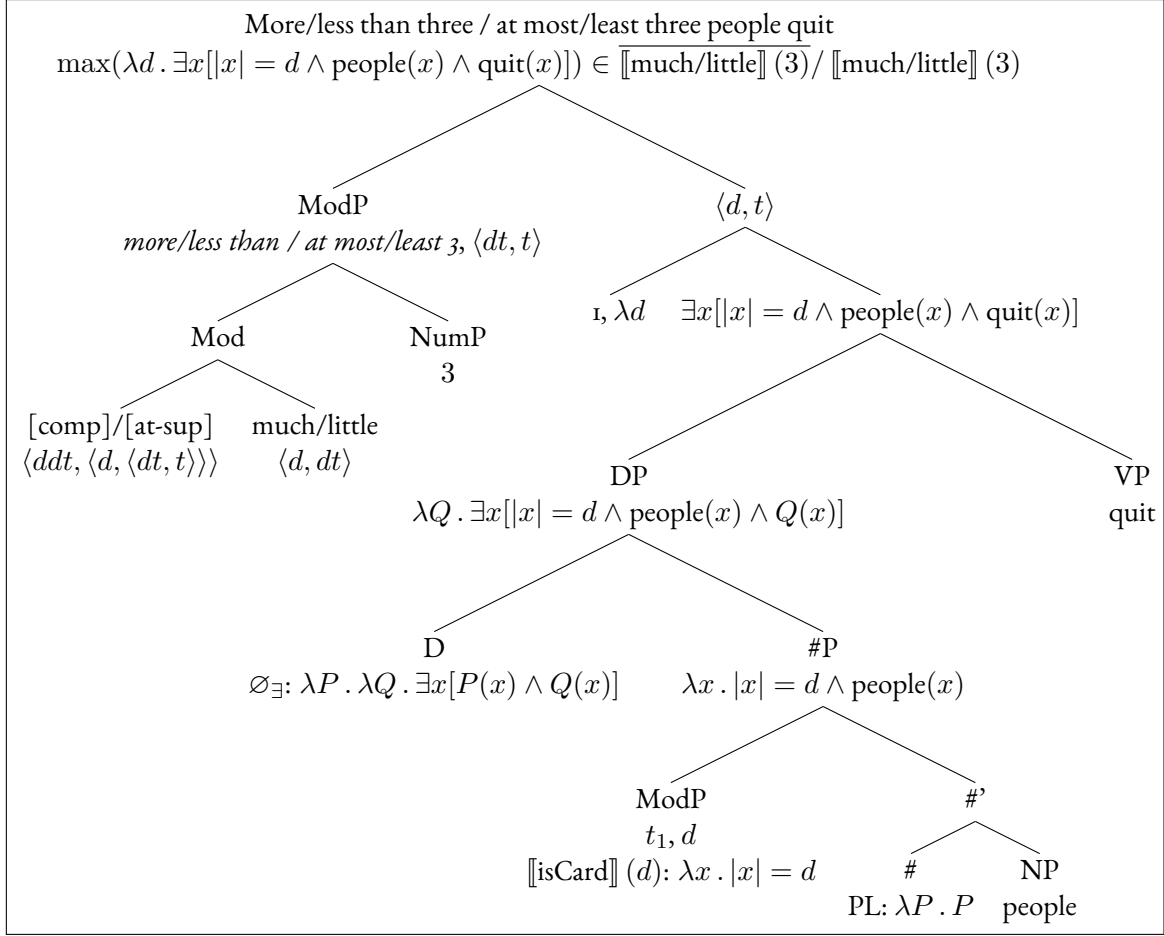 More/less than three / at most/least three people quit
max(λd . ∃x[|x| = d ∧ people(x) ∧ quit(x)]) ∈ \overline{⟦much/little⟧ (3)}/ ⟦much/little⟧ (3)
ModP
⟨d, t⟩
more/less than / at most/least 3, ⟨dt, t⟩
1, λd
∃x[|x| = d ∧ people(x) ∧ quit(x)]
Mod
NumP
3
[comp]/[at-sup]
much/little
⟨ddt, ⟨d, ⟨dt, t⟩⟩⟩
⟨d, dt⟩
DP
VP
λQ . ∃x[|x| = d ∧ people(x) ∧ Q(x)]
quit
D
#P
∅∃: λP . λQ . ∃x[P(x) ∧ Q(x)]
λx . |x| = d ∧ people(x)
ModP
#’
t₁, d
⟦isCard⟧ (d): λx . |x| = d
#
NP
PL: λP . P
people